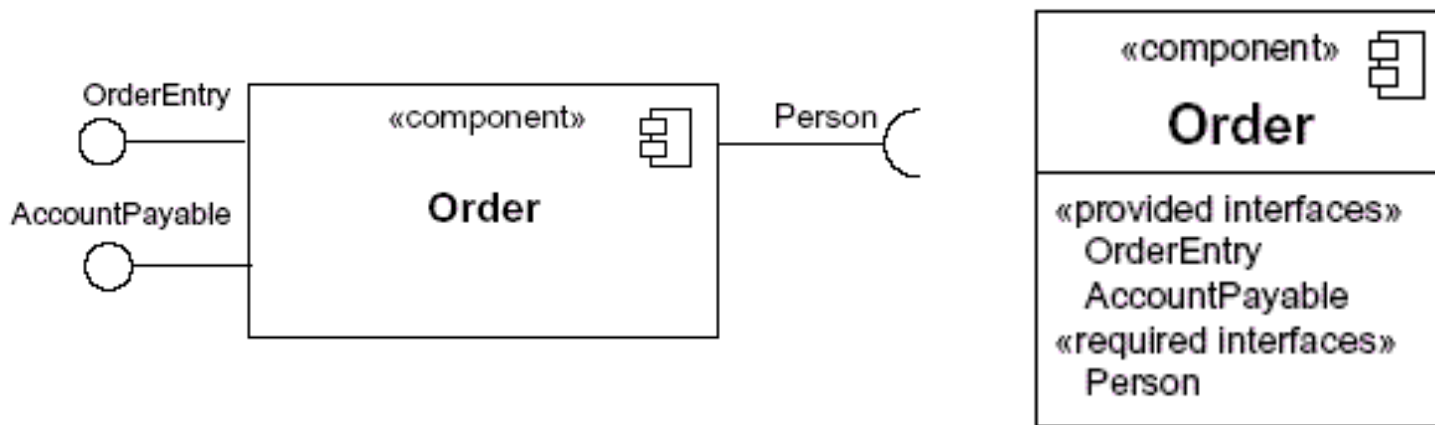 OrderEntry
AccountPayable
«component»
Order
Person
«component»
Order
«provided interfaces»
OrderEntry
AccountPayable
«required interfaces»
Person